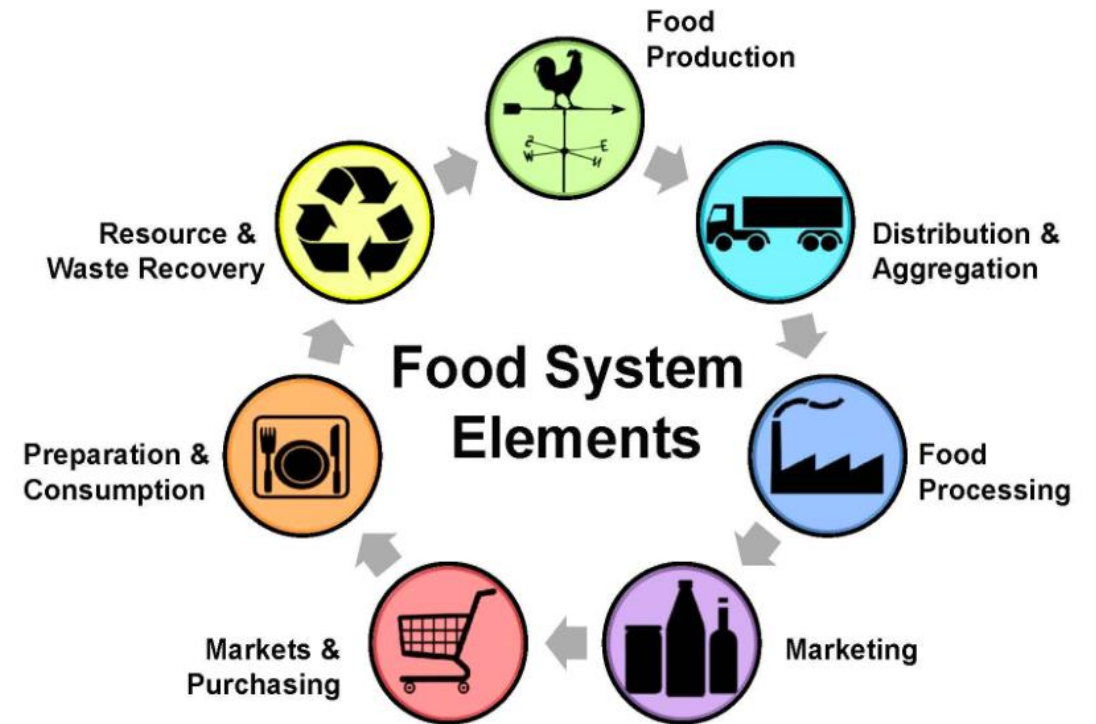 Food
Production
Distribution &
Aggregation
Food
Processing
Marketing
Markets &
Purchasing
Preparation &
Consumption
Resource &
Waste Recovery
Food System
Elements
W
E